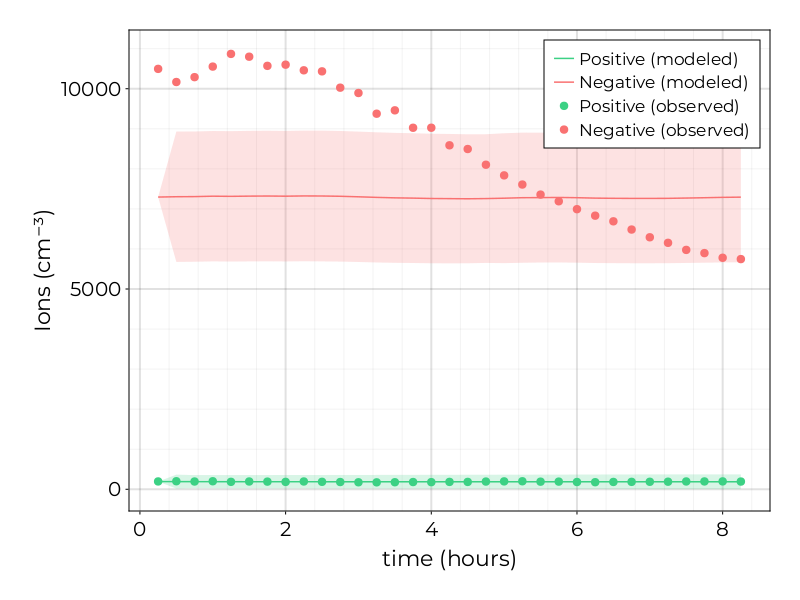 Positive (modeled)
Negative (modeled)
Positive (observed)
Negative (observed)
10000
5000
0
Ions (cm⁻³)
0 2 4 6 8
time (hours)